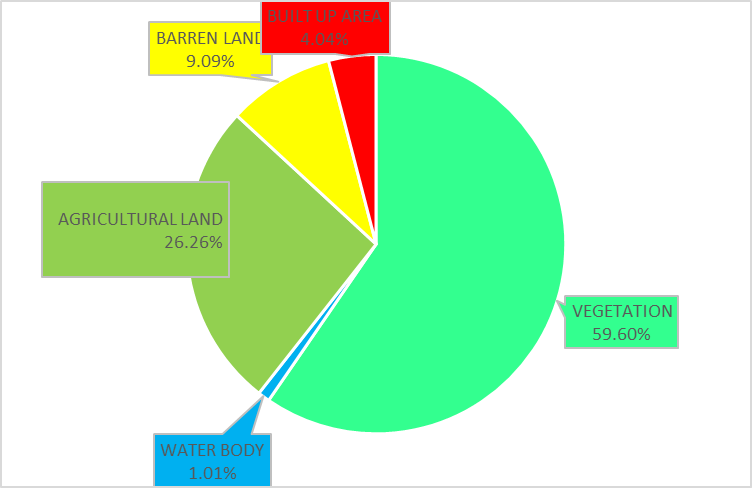 BUILT UP AREA
4.04%
BARREN LAND
9.09%
AGRICULTURAL LAND
26.26%
VEGETATION
59.60%
WATER BODY
1.01%